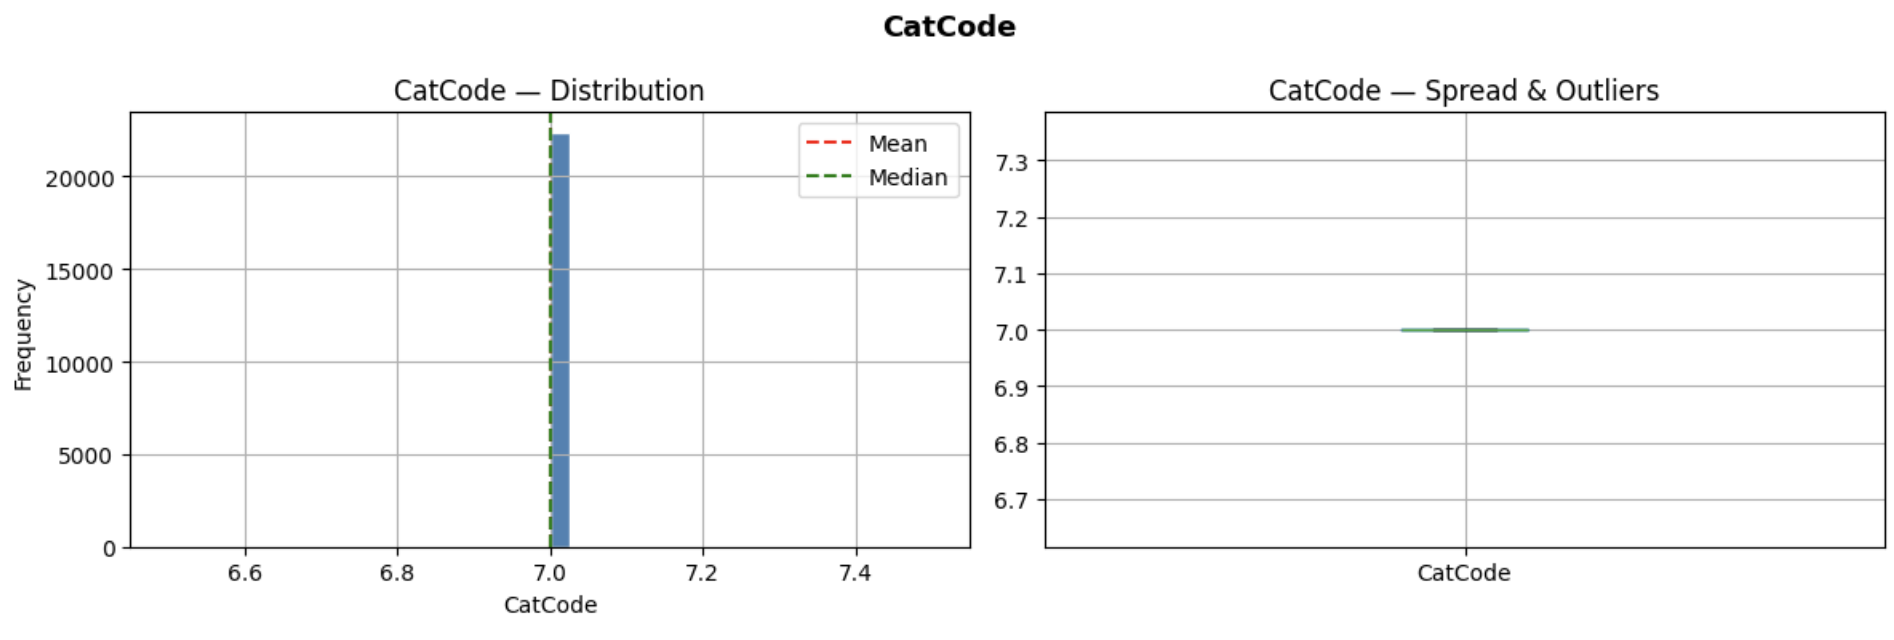 CatCode
CatCode — Distribution
Mean
Median
Frequency
20000
15000
10000
5000
0
6.6 6.8 7.0 7.2 7.4
CatCode
CatCode — Spread & Outliers
7.3
7.2
7.1
7.0
6.9
6.8
6.7
CatCode